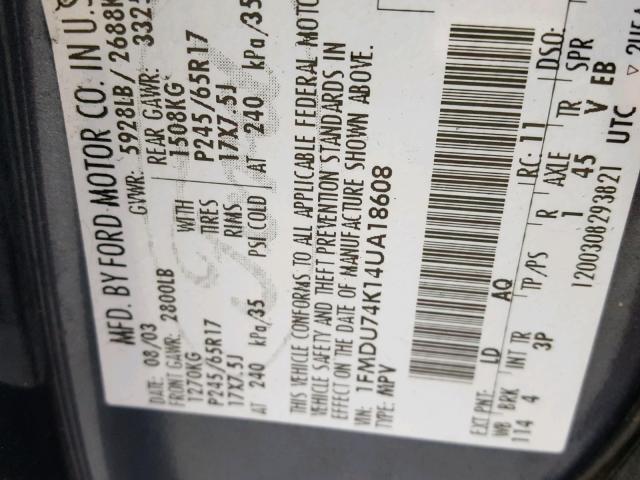 MFD. BY FORD MOTOR CO. IN U.S.
DATE: 08/03 GVWR: 5928LB/2688K
FRONT GAWR: 2800LB REAR GAWR: 332
1270KG WITH 1508KG
P245/65R17 TIRES P245/65R17
17X7.5J RIMS 17X7.5J
AT 240 kPa/35 PSI COLD AT 240 kPa/35
THIS VEHICLE CONFORMS TO ALL APPLICABLE FEDERAL MOTO
VEHICLE SAFETY AND THEFT PREVENTION STANDARDS IN
EFFECT ON THE DATE OF MANUFACTURE SHOWN ABOVE.
VIN: 1FMDU74K14UA18608
TYPE: MPV
EXT PNT: LD AQ RC: 11 DSO:
WB BRK INT TR TP/PS R AXLE TR SPR
114 4 3P 1 45 V EB
1200308293821 UTC